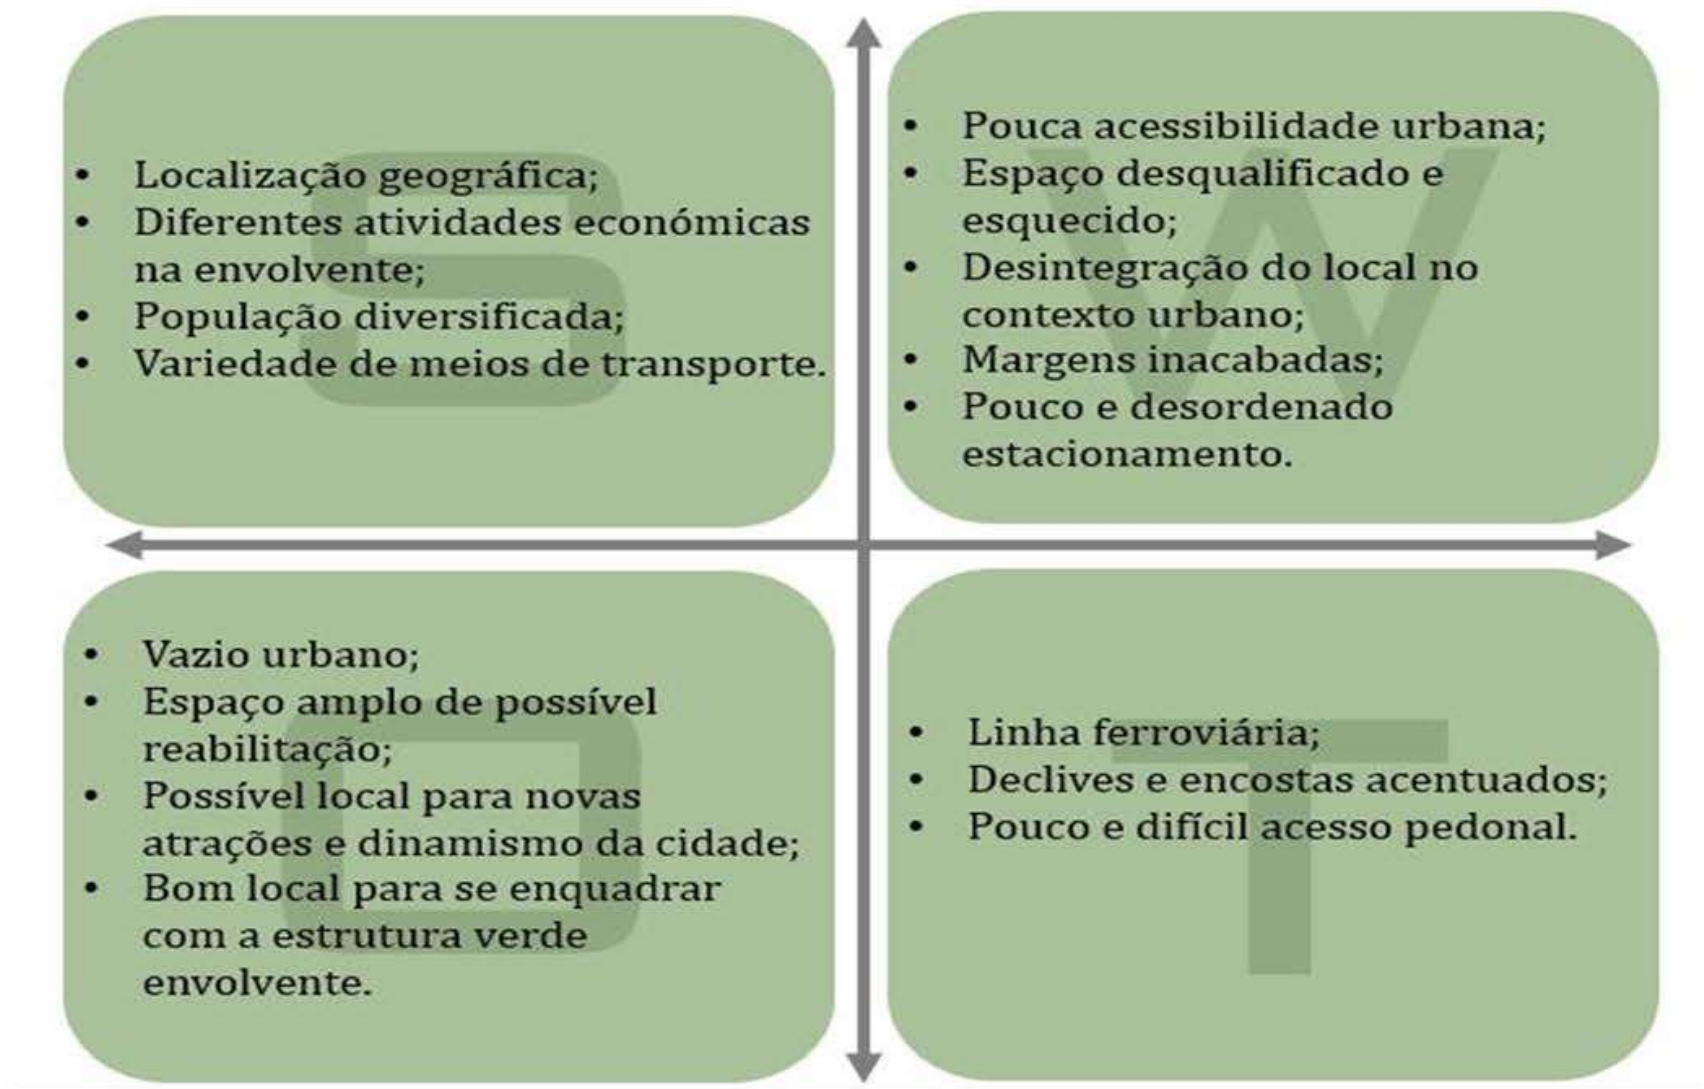 S
• Localização geográfica;
• Diferentes atividades económicas
na envolvente;
• População diversificada;
• Variedade de meios de transporte.
W
• Pouca acessibilidade urbana;
• Espaço desqualificado e
esquecido;
• Desintegração do local no
contexto urbano;
• Margens inacabadas;
• Pouco e desordenado
estacionamento.
O
• Vazio urbano;
• Espaço amplo de possível
reabilitação;
• Possível local para novas
atrações e dinamismo da cidade;
• Bom local para se enquadrar
com a estrutura verde
envolvente.
T
• Linha ferroviária;
• Declives e encostas acentuados;
• Pouco e difícil acesso pedonal.